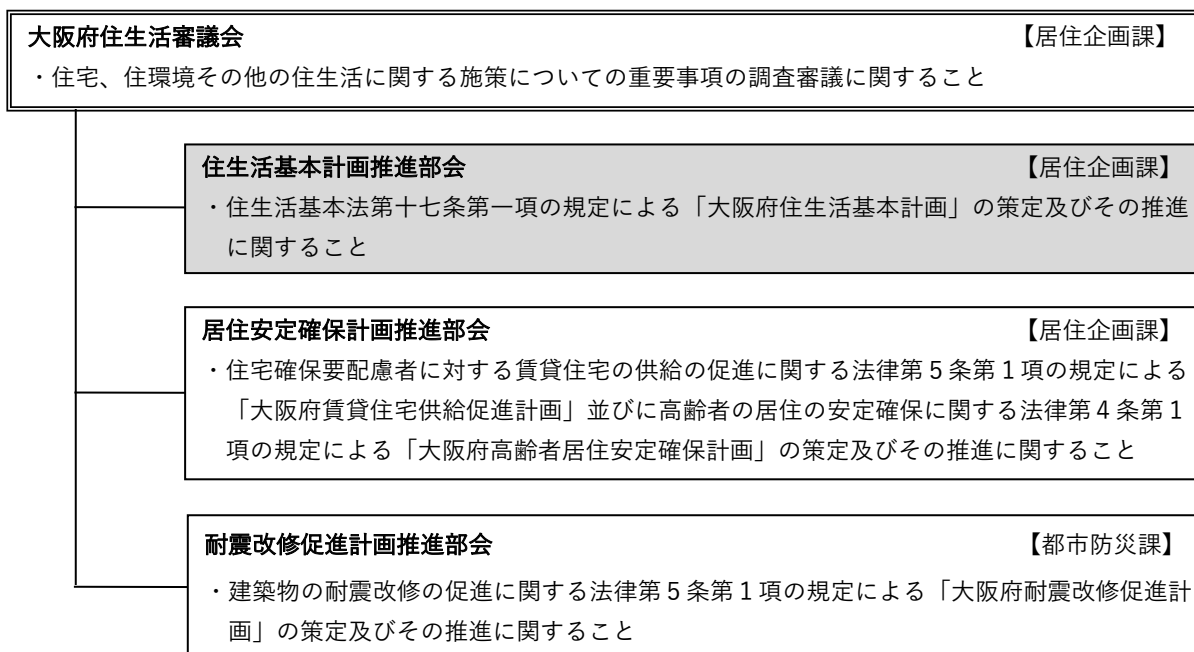 大阪府住生活審議会 【居住企画課】
・住宅、住環境その他の住生活に関する施策についての重要事項の調査審議に関すること
住生活基本計画推進部会 【居住企画課】
・住生活基本法第十七条第一項の規定による「大阪府住生活基本計画」の策定及びその推進
に関すること
居住安定確保計画推進部会 【居住企画課】
・住宅確保要配慮者に対する賃貸住宅の供給の促進に関する法律第５条第１項の規定による
「大阪府賃貸住宅供給促進計画」並びに高齢者の居住の安定確保に関する法律第４条第１
項の規定による「大阪府高齢者居住安定確保計画」の策定及びその推進に関すること
耐震改修促進計画推進部会 【都市防災課】
・建築物の耐震改修の促進に関する法律第５条第１項の規定による「大阪府耐震改修促進計
画」の策定及びその推進に関すること